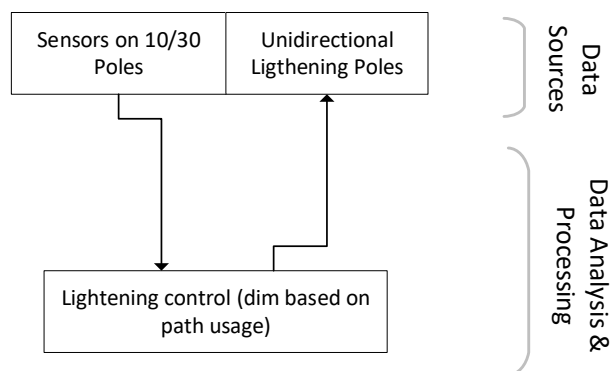 Sensors on 10/30
Poles
Unidirectional
Ligthening Poles
Data
Sources
Lightening control (dim based on
path usage)
Data Analysis &
Processing